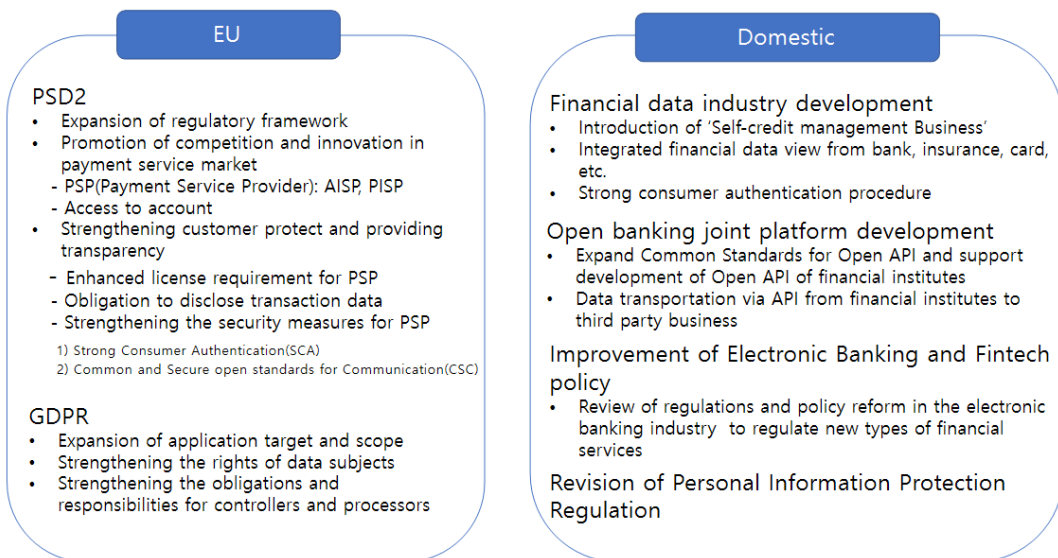 EU
PSD2
• Expansion of regulatory framework
• Promotion of competition and innovation in
payment service market
- PSP(Payment Service Provider): AISP, PISP
- Access to account
• Strengthening customer protect and providing
transparency
- Enhanced license requirement for PSP
- Obligation to disclose transaction data
- Strengthening the security measures for PSP
1) Strong Consumer Authentication(SCA)
2) Common and Secure open standards for Communication(CSC)
GDPR
• Expansion of application target and scope
• Strengthening the rights of data subjects
• Strengthening the obligations and
responsibilities for controllers and processors
Domestic
Financial data industry development
• Introduction of ‘Self-credit management Business’
• Integrated financial data view from bank, insurance, card,
etc.
• Strong consumer authentication procedure
Open banking joint platform development
• Expand Common Standards for Open API and support
development of Open API of financial institutes
• Data transportation via API from financial institutes to
third party business
Improvement of Electronic Banking and Fintech
policy
• Review of regulations and policy reform in the electronic
banking industry to regulate new types of financial
services
Revision of Personal Information Protection
Regulation